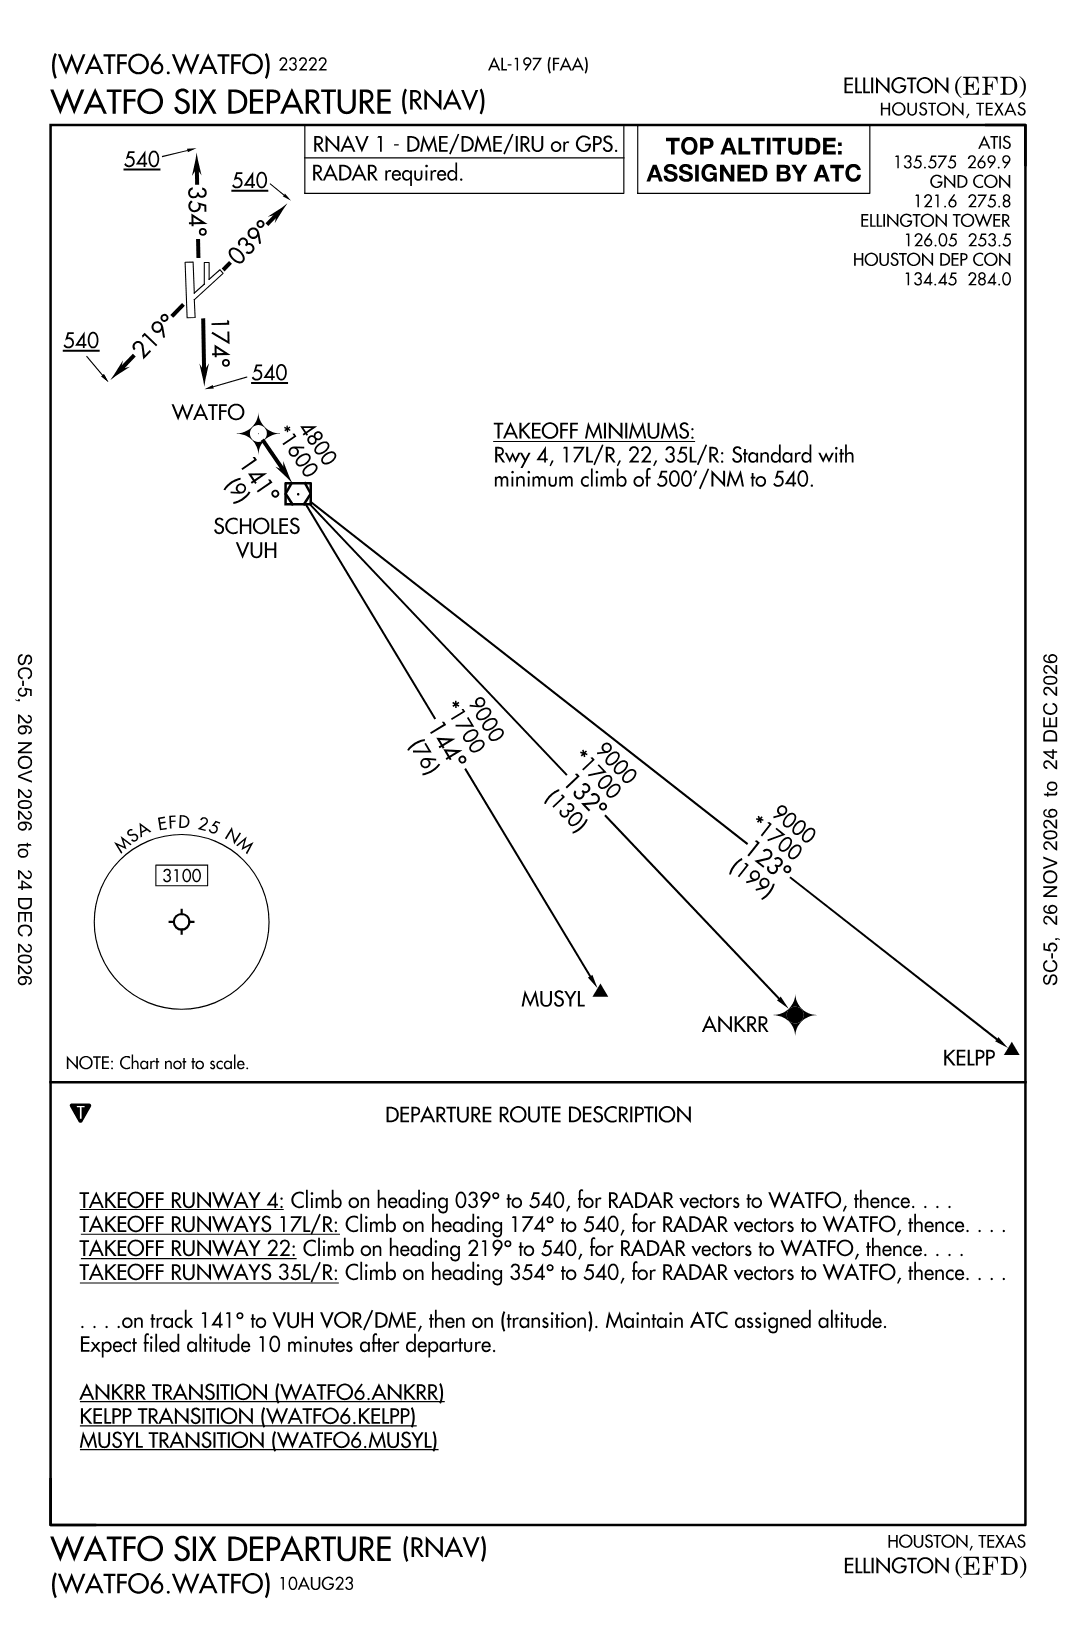 (WATFO6.WATFO) 23222
AL-197 (FAA)
WATFO SIX DEPARTURE (RNAV)
ELLINGTON (EFD)
HOUSTON, TEXAS
RNAV 1 - DME/DME/IRU or GPS.
RADAR required.
TOP ALTITUDE:
ASSIGNED BY ATC
ATIS
135.575 269.9
GND CON
121.6 275.8
ELLINGTON TOWER
126.05 253.5
HOUSTON DEP CON
134.45 284.0
540
354°
540
039°
540
219°
174°
540
WATFO
4800
*1600
141°
(9)
SCHOLES
VUH
TAKEOFF MINIMUMS:
Rwy 4, 17L/R, 22, 35L/R: Standard with
minimum climb of 500'/NM to 540.
9000
*1700
144°
(76)
9000
*1700
132°
(130)
9000
*1700
123°
(199)
MSA EFD 25 NM
3100
MUSYL
ANKRR
KELPP
NOTE: Chart not to scale.
SC-5, 26 NOV 2026 to 24 DEC 2026
SC-5, 26 NOV 2026 to 24 DEC 2026
T
DEPARTURE ROUTE DESCRIPTION
TAKEOFF RUNWAY 4: Climb on heading 039° to 540, for RADAR vectors to WATFO, thence. . . .
TAKEOFF RUNWAYS 17L/R: Climb on heading 174° to 540, for RADAR vectors to WATFO, thence. . . .
TAKEOFF RUNWAY 22: Climb on heading 219° to 540, for RADAR vectors to WATFO, thence. . . .
TAKEOFF RUNWAYS 35L/R: Climb on heading 354° to 540, for RADAR vectors to WATFO, thence. . . .
. . . .on track 141° to VUH VOR/DME, then on (transition). Maintain ATC assigned altitude.
Expect filed altitude 10 minutes after departure.
ANKRR TRANSITION (WATFO6.ANKRR)
KELPP TRANSITION (WATFO6.KELPP)
MUSYL TRANSITION (WATFO6.MUSYL)
WATFO SIX DEPARTURE (RNAV)
(WATFO6.WATFO) 10AUG23
HOUSTON, TEXAS
ELLINGTON (EFD)